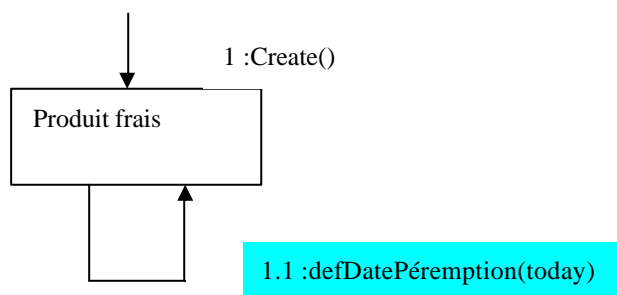 1 :Create()
Produit frais
1.1 :defDatePéremption(today)